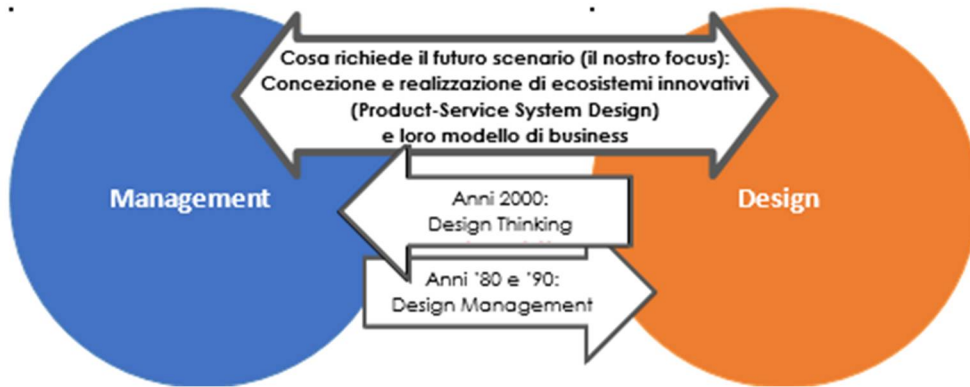 Cosa richiede il futuro scenario (il nostro focus):
Concezione e realizzazione di ecosistemi innovativi
(Product-Service System Design)
e loro modello di business
Management
Design
Anni 2000:
Design Thinking
Anni '80 e '90:
Design Management